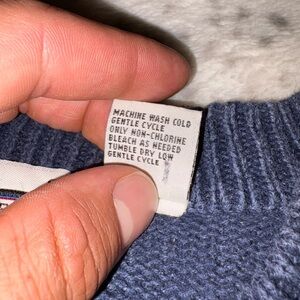 MACHINE WASH COLD
GENTLE CYCLE
ONLY NON-CHLORINE
BLEACH AS NEEDED
TUMBLE DRY LOW
GENTLE CYCLE